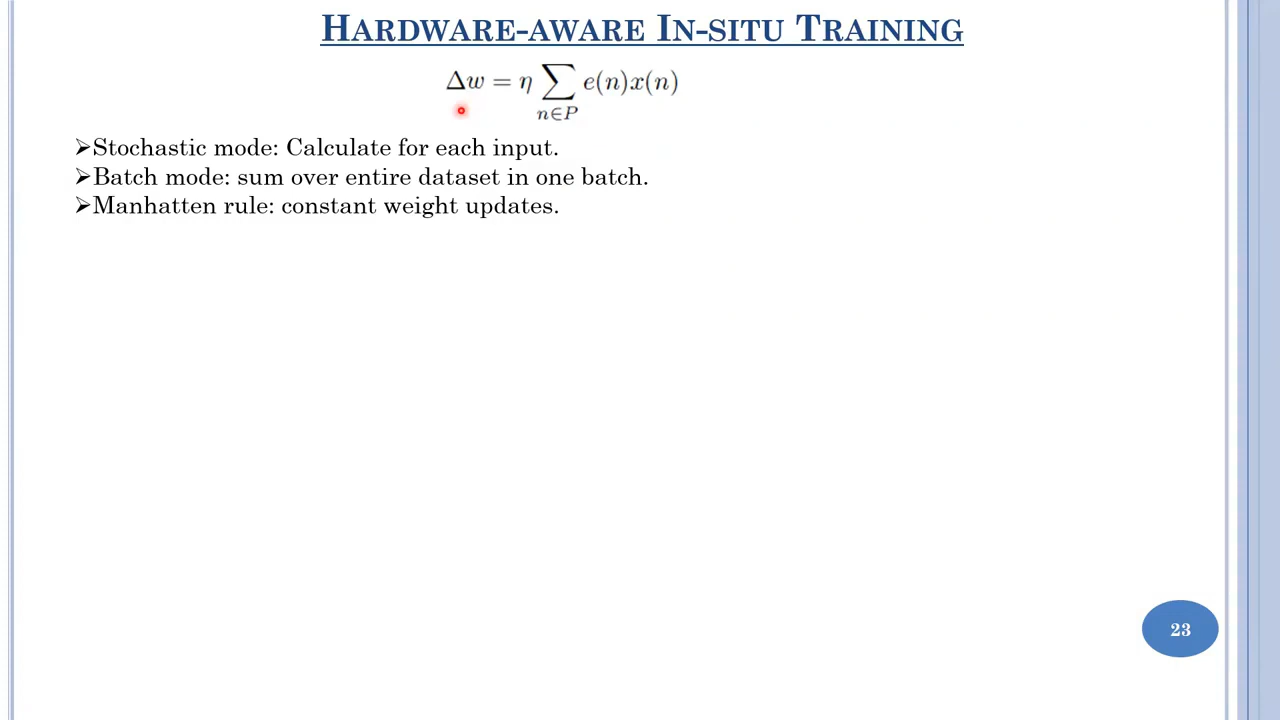 HARDWARE-AWARE IN-SITU TRAINING
Δw = η ∑ e(n)x(n)
n∈P
➢Stochastic mode: Calculate for each input.
➢Batch mode: sum over entire dataset in one batch.
➢Manhatten rule: constant weight updates.
23